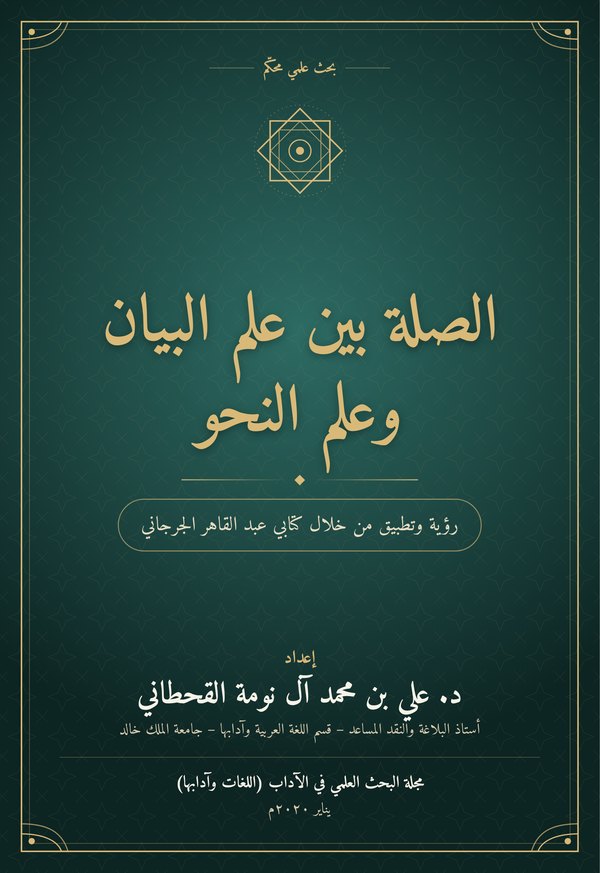 بحث علمي محكّم
الصلة بين علم البيان
وعلم النحو
رؤية وتطبيق من خلال كتابي عبد القاهر الجرجاني
إعداد
د. علي بن محمد آل نومة القحطاني
أستاذ البلاغة والنقد المساعد – قسم اللغة العربية وآدابها – جامعة الملك خالد
مجلة البحث العلمي في الآداب (اللغات وآدابها)
يناير ٢٠٢٠م